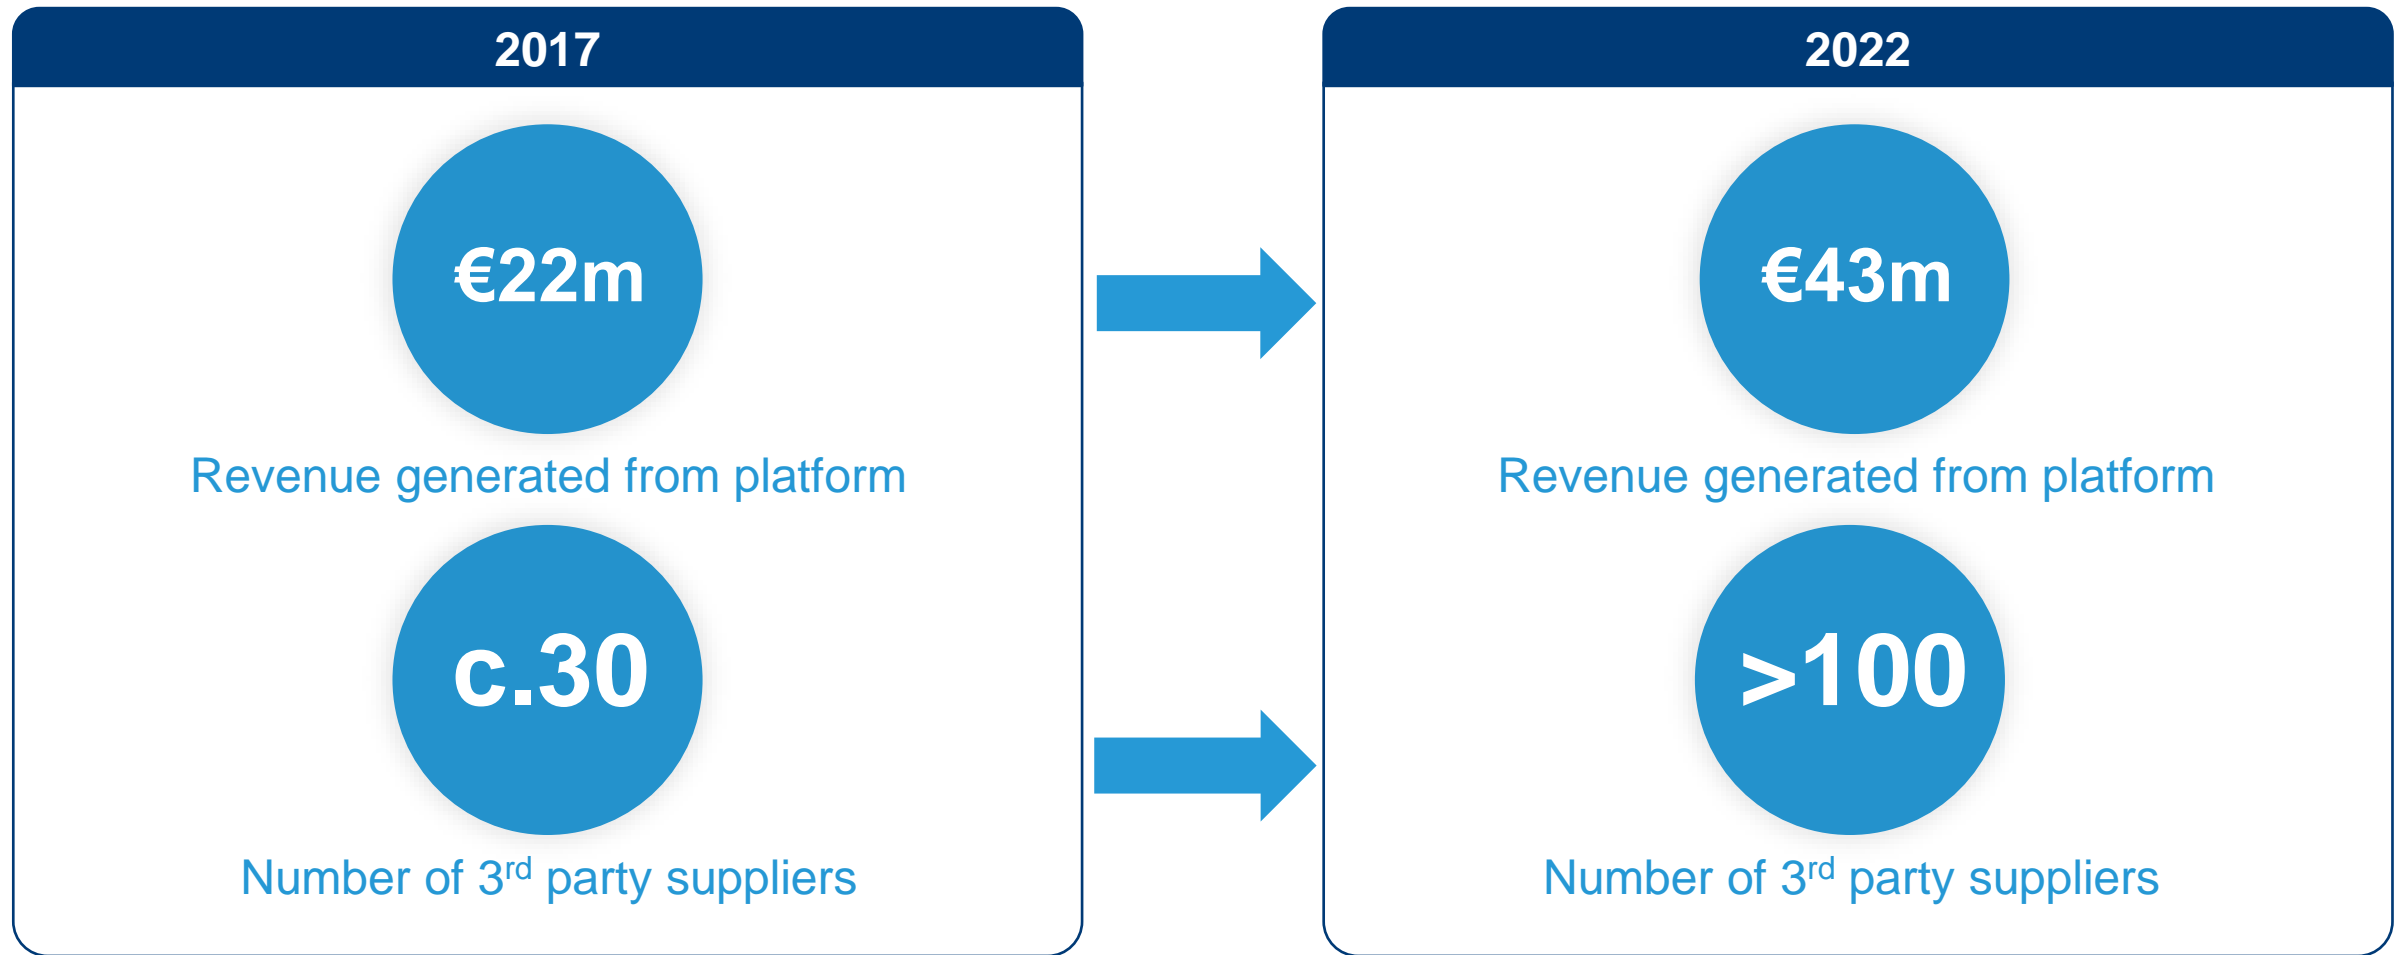 2017
€22m
Revenue generated from platform
c.30
Number of 3rd party suppliers
2022
€43m
Revenue generated from platform
>100
Number of 3rd party suppliers